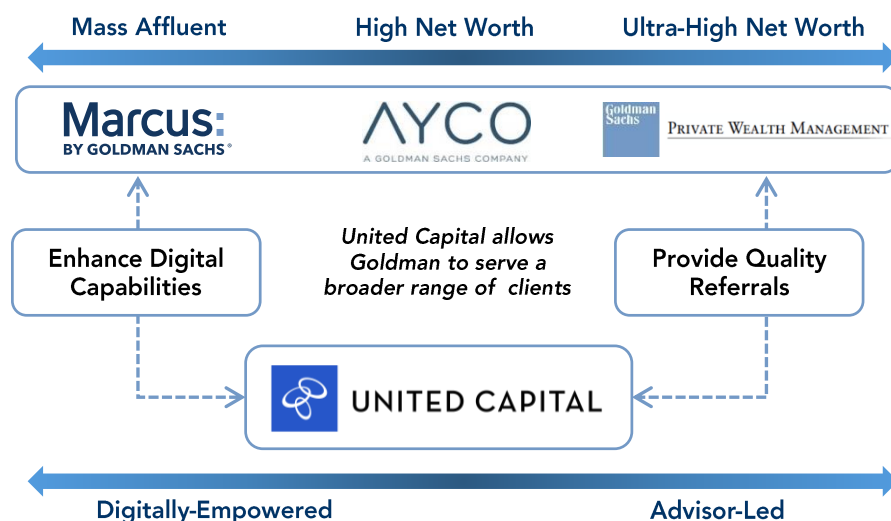 Mass Affluent
High Net Worth
Ultra-High Net Worth
Marcus:
BY GOLDMAN SACHS®
AYCO
A GOLDMAN SACHS COMPANY
Goldman
Sachs
PRIVATE WEALTH MANAGEMENT
Enhance Digital
Capabilities
United Capital allows
Goldman to serve a
broader range of clients
Provide Quality
Referrals
UNITED CAPITAL
Digitally-Empowered
Advisor-Led